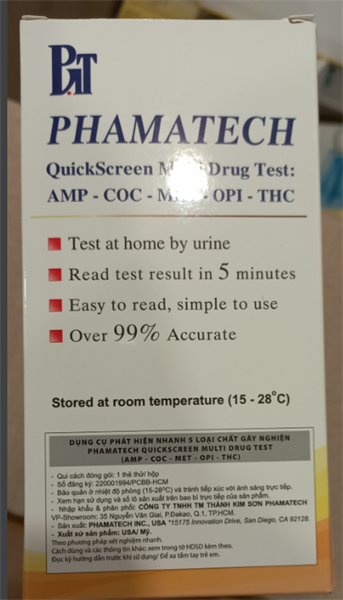 PT
PHAMATECH
QuickScreen Drug Test:
AMP - COC - - OPI - THC
Test at home by urine
Read test result in 5 minutes
Easy to read, simple to use
Over 99% Accurate
Stored at room temperature (15 - 28°C)
DỤNG CỤ PHÁT HIỆN NHANH 5 LOẠI CHẤT GÂY NGHIỆN
PHAMATECH QUICKSCREEN MULTI DRUG TEST
(AMP - COC - MET - OPI - THC)
- Qui cách đóng gói: 1 thẻ thử/ hộp
- Số đăng ký: 220001994/PCBB-HCM
- Bảo quản ở nhiệt độ phòng (15-28°C) và tránh tiếp xúc với ánh sáng trực tiếp.
- Xem hạn sử dụng và số lô sản xuất trên bao bì trực tiếp của sản phẩm.
- Nhập khẩu & phân phối: CÔNG TY TNHH TM THÀNH KIM SƠN PHAMATECH
VP-Showroom: 35 Nguyễn Văn Giai, P.Đakao, Q.1, TP.HCM.
- Sản xuất: PHAMATECH INC., USA *15175 Innovation Drive, San Diego, CA 92128.
- Xuất xứ sản phẩm: USA/ Mỹ.
Theo phương pháp xét nghiệm nhanh.
Cách dùng và các thông tin khác: xem trong tờ HDSD kèm theo.
Đọc kỹ hướng dẫn trước khi sử dụng/ Để xa tầm tay trẻ em.